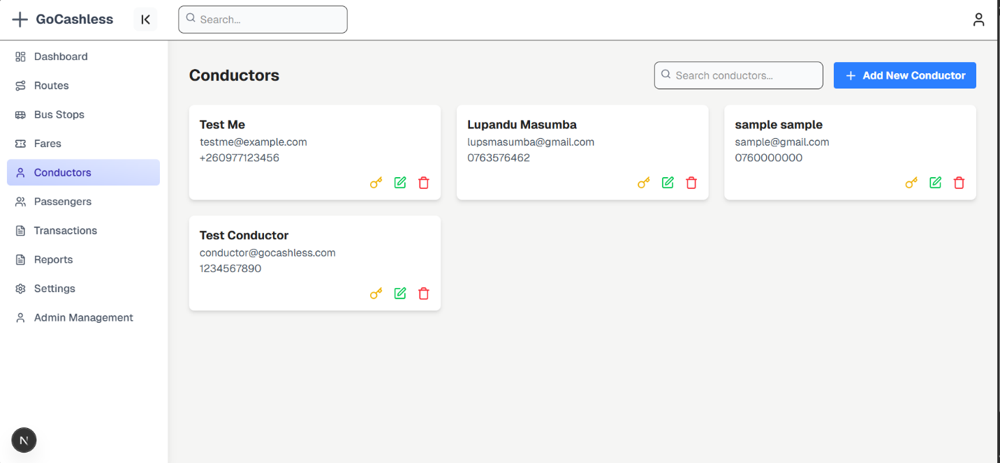 GoCashless
Search...
Dashboard
Routes
Bus Stops
Fares
Conductors
Passengers
Transactions
Reports
Settings
Admin Management
N
Conductors
Search conductors...
Add New Conductor
Test Me
testme@example.com
+260977123456
Lupandu Masumba
lupsmasumba@gmail.com
0763576462
sample sample
sample@gmail.com
0760000000
Test Conductor
conductor@gocashless.com
1234567890